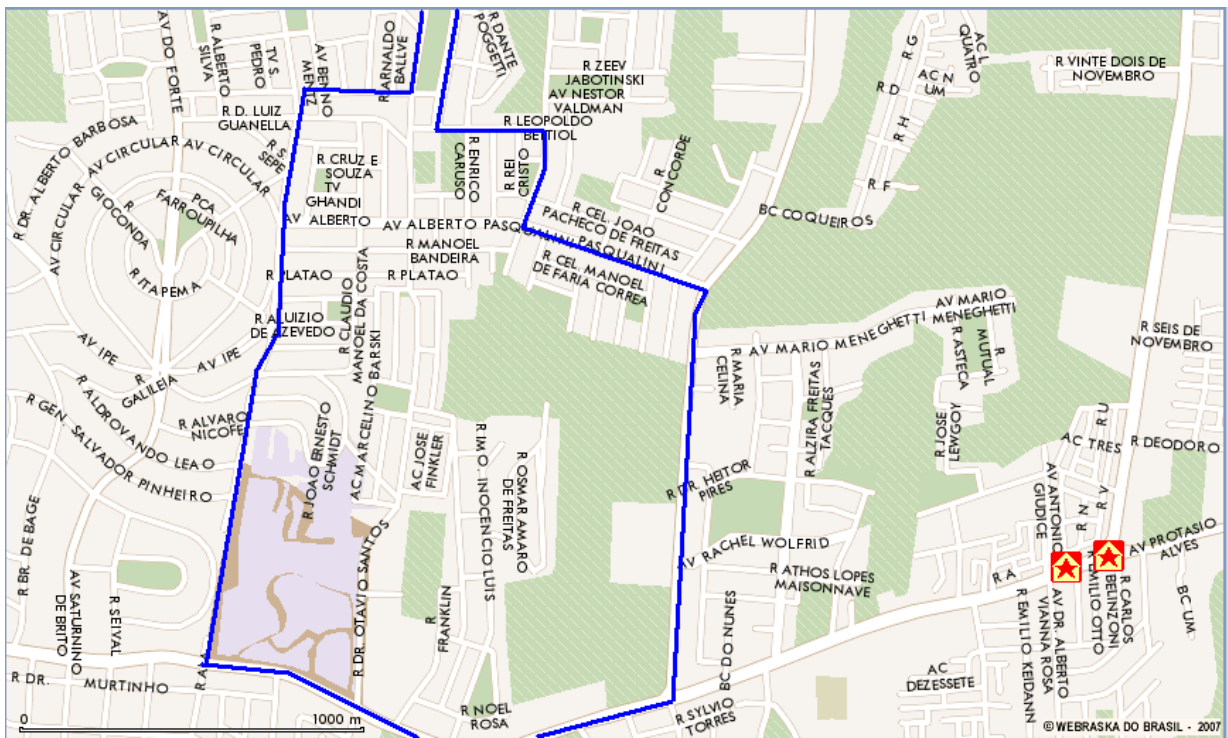 R DANTE
POGGETTI
R ARNALDO
BALLVE
AV BENNO
MENTZ
TV S.
PEDRO
R ALBERTO
SILVA
AV DO FORTE
R ZEEV
JABOTINSKI
AV NESTOR
VALDMAN
R G
AC L
QUATRO
AC N
UM
R D
R H
R F
R VINTE DOIS DE
NOVEMBRO
R D. LUIZ
GUANELLA
R LEOPOLDO
BETTIOL
R DR. ALBERTO BARBOSA
AV CIRCULAR
AV CIRCULAR
AV CIRCULAR
R S.
SEPE
R CRUZ E
SOUZA
TV
GHANDI
R ENRICO
CARUSO
R REI
CRISTO
R
CONCORDE
R
GIOCONDA
PCA
FARROUPILHA
R ITAPEMA
AV ALBERTO
AV ALBERTO PASQUALINI
PASQUALINI
R CEL. JOAO
PACHECO DE FREITAS
BC COQUEIROS
R MANOEL
BANDEIRA
R PLATAO
R PLATAO
R CEL. MANOEL
DE FARIA CORREA
R ALUIZIO
DE AZEVEDO
R CLAUDIO
MANOEL DA COSTA
AV MARIO
MENEGHETTI
AV MARIO MENEGHETTI
R SEIS DE
NOVEMBRO
AV IPE
AV IPE
R
GALILEIA
R ASTECA
R
MUTUAL
R MARIA
CELINA
R ALZIRA FREITAS
TACQUES
R JOSE
LEWGOY
R ALDROVANDO LEAO
R GEN. SALVADOR PINHEIRO
R ALVARO
NICOFE
R JOAO ERNESTO
SCHMIDT
AC MARCELINO BARSKI
AC JOSE
FINKLER
R IMO. INOCENCIO LUIS
R OSMAR AMARO
DE FREITAS
R U
AC TRES
R DEODORO
R DR. HEITOR
PIRES
AV ANTONIO
GIUDICE
R N
R V
R BR. DE BAGE
R DR. OTAVIO SANTOS
AV RACHEL WOLFRID
R ATHOS LOPES
MAISONNAVE
AV PROTASIO
ALVES
R A
R EMILIO KEIDANN
AV DR. ALBERTO
VIANNA ROSA
R EMILIO OTTO
R CARLOS
BELINZONI
BC UM
AV SATURNINO
DE BRITO
R SEIVAL
R
FRANKLIN
BC DO NUNES
AC
DEZESSETE
R DR. MURTINHO
R NOEL
ROSA
R SYLVIO
TORRES
0 1000 m
© WEBRASKA DO BRASIL - 2007